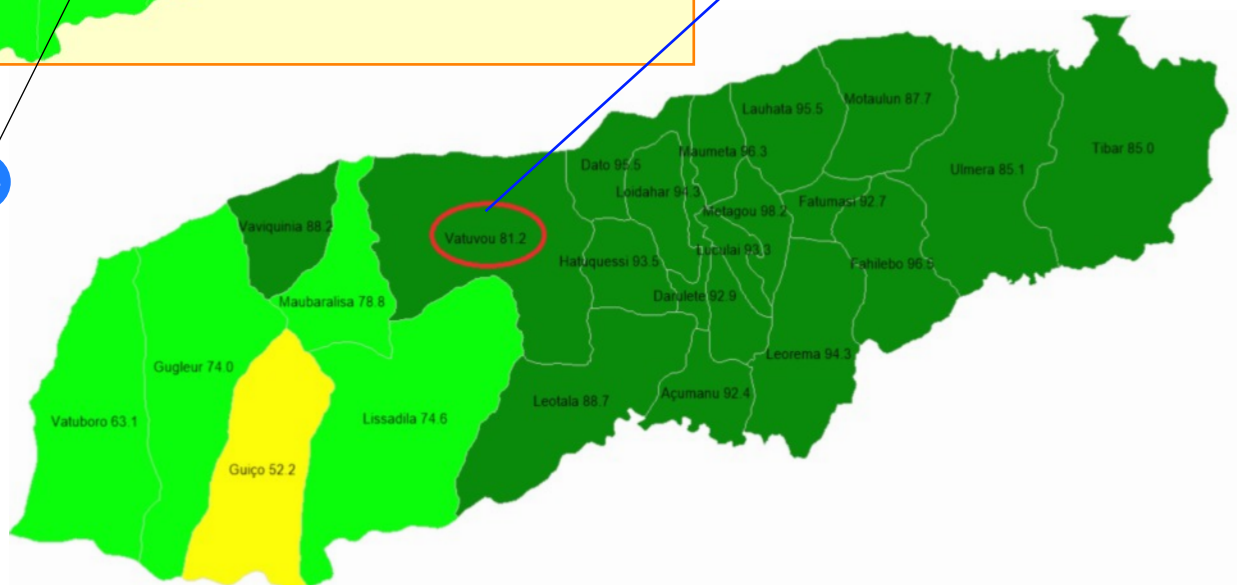 Lauhata 95.5
Motaulun 87.7
Dato 95.5
Maumeta 96.3
Tibar 85.0
Ulmera 85.1
Loidahar 94.3
Metagou 98.2
Fatumasi 92.7
Vaviquinia 88.2
Vatuvou 81.2
Luculai 93.3
Hatuquessi 93.5
Fahilebo 96.5
Maubaralisa 78.8
Darulete 92.9
Leorema 94.3
Gugleur 74.0
Açumanu 92.4
Leotala 88.7
Vatuboro 63.1
Lissadila 74.6
Guiço 52.2